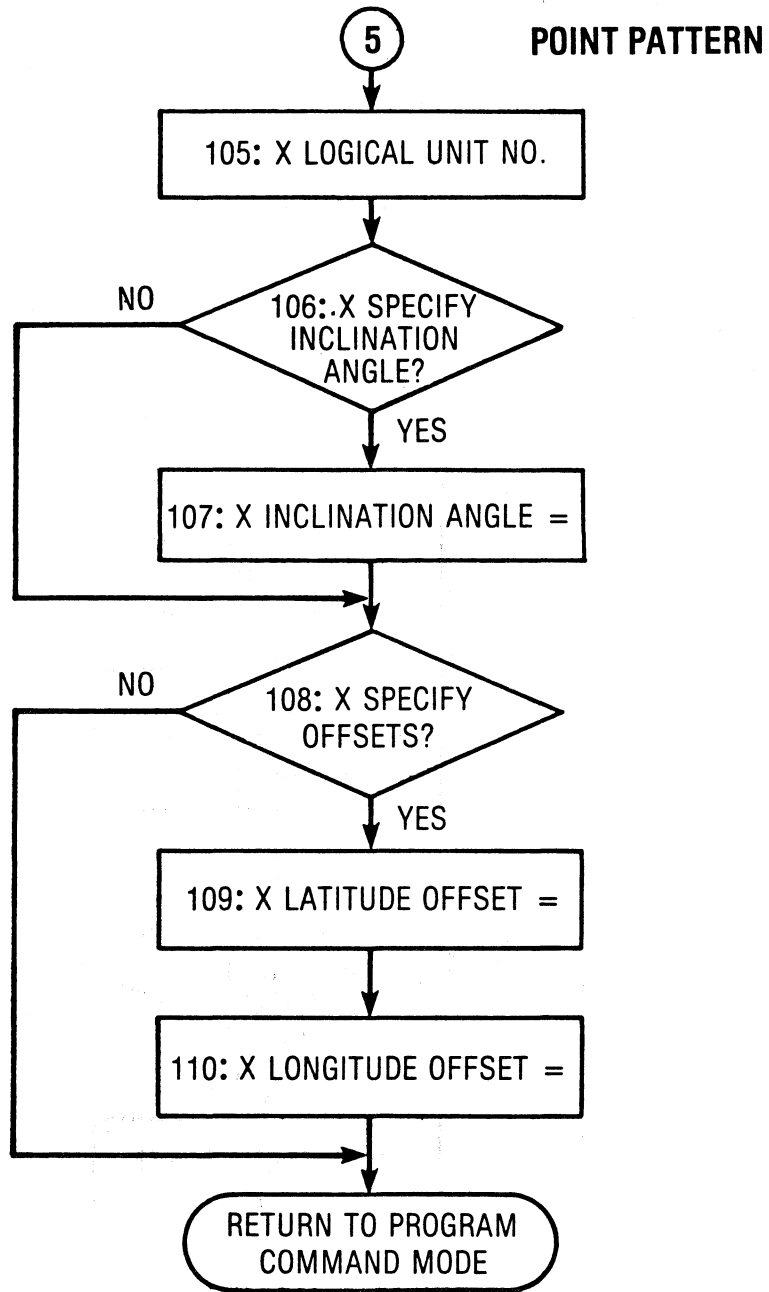 5
POINT PATTERN
105: X LOGICAL UNIT NO.
NO
106: X SPECIFY
INCLINATION
ANGLE?
YES
107: X INCLINATION ANGLE =
NO
108: X SPECIFY
OFFSETS?
YES
109: X LATITUDE OFFSET =
110: X LONGITUDE OFFSET =
RETURN TO PROGRAM
COMMAND MODE